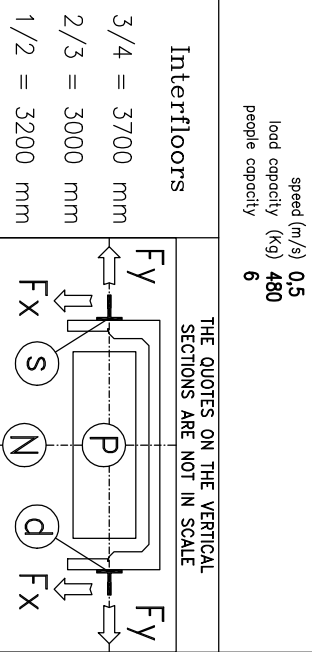 speed (m/s) 0,5
load capacity (Kg) 480
people capacity 6
Interfloors
3/4 = 3700 mm
2/3 = 3000 mm
1/2 = 3200 mm
THE QUOTES ON THE VERTICAL
SECTIONS ARE NOT IN SCALE
Fy
Fy
Fx
Fx
s
P
d
N